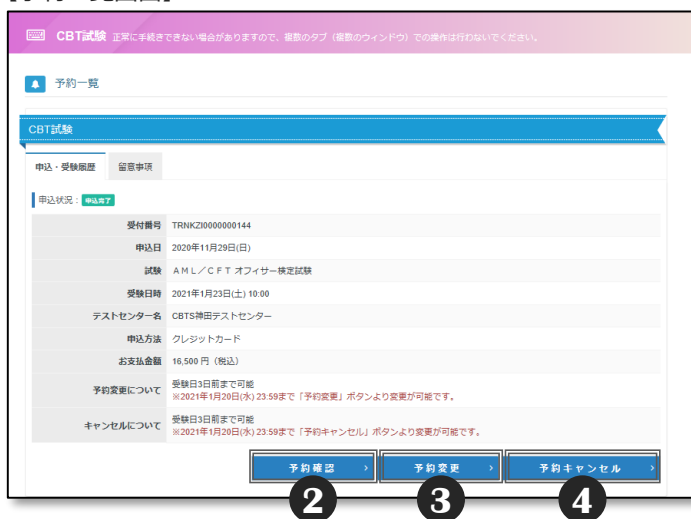 CBT試験 正常に手続きできない場合がありますので、複数のタブ（複数のウィンドウ）での操作は行わないでください。
予約一覧
CBT試験
申込・受験履歴 留意事項
申込状況：申込完了
受付番号 TRNKZI0000000144
申込日 2020年11月29日(日)
試験 ＡＭＬ／ＣＦＴ オフィサー検定試験
受験日時 2021年1月23日(土) 10:00
テストセンター名 CBTS神田テストセンター
申込方法 クレジットカード
お支払金額 16,500 円（税込）
予約変更について 受験日3日前まで可能
※2021年1月20日(水) 23:59まで「予約変更」ボタンより変更が可能です。
キャンセルについて 受験日3日前まで可能
※2021年1月20日(水) 23:59まで「予約キャンセル」ボタンより変更が可能です。
予約確認 予約変更 予約キャンセル
2 3 4